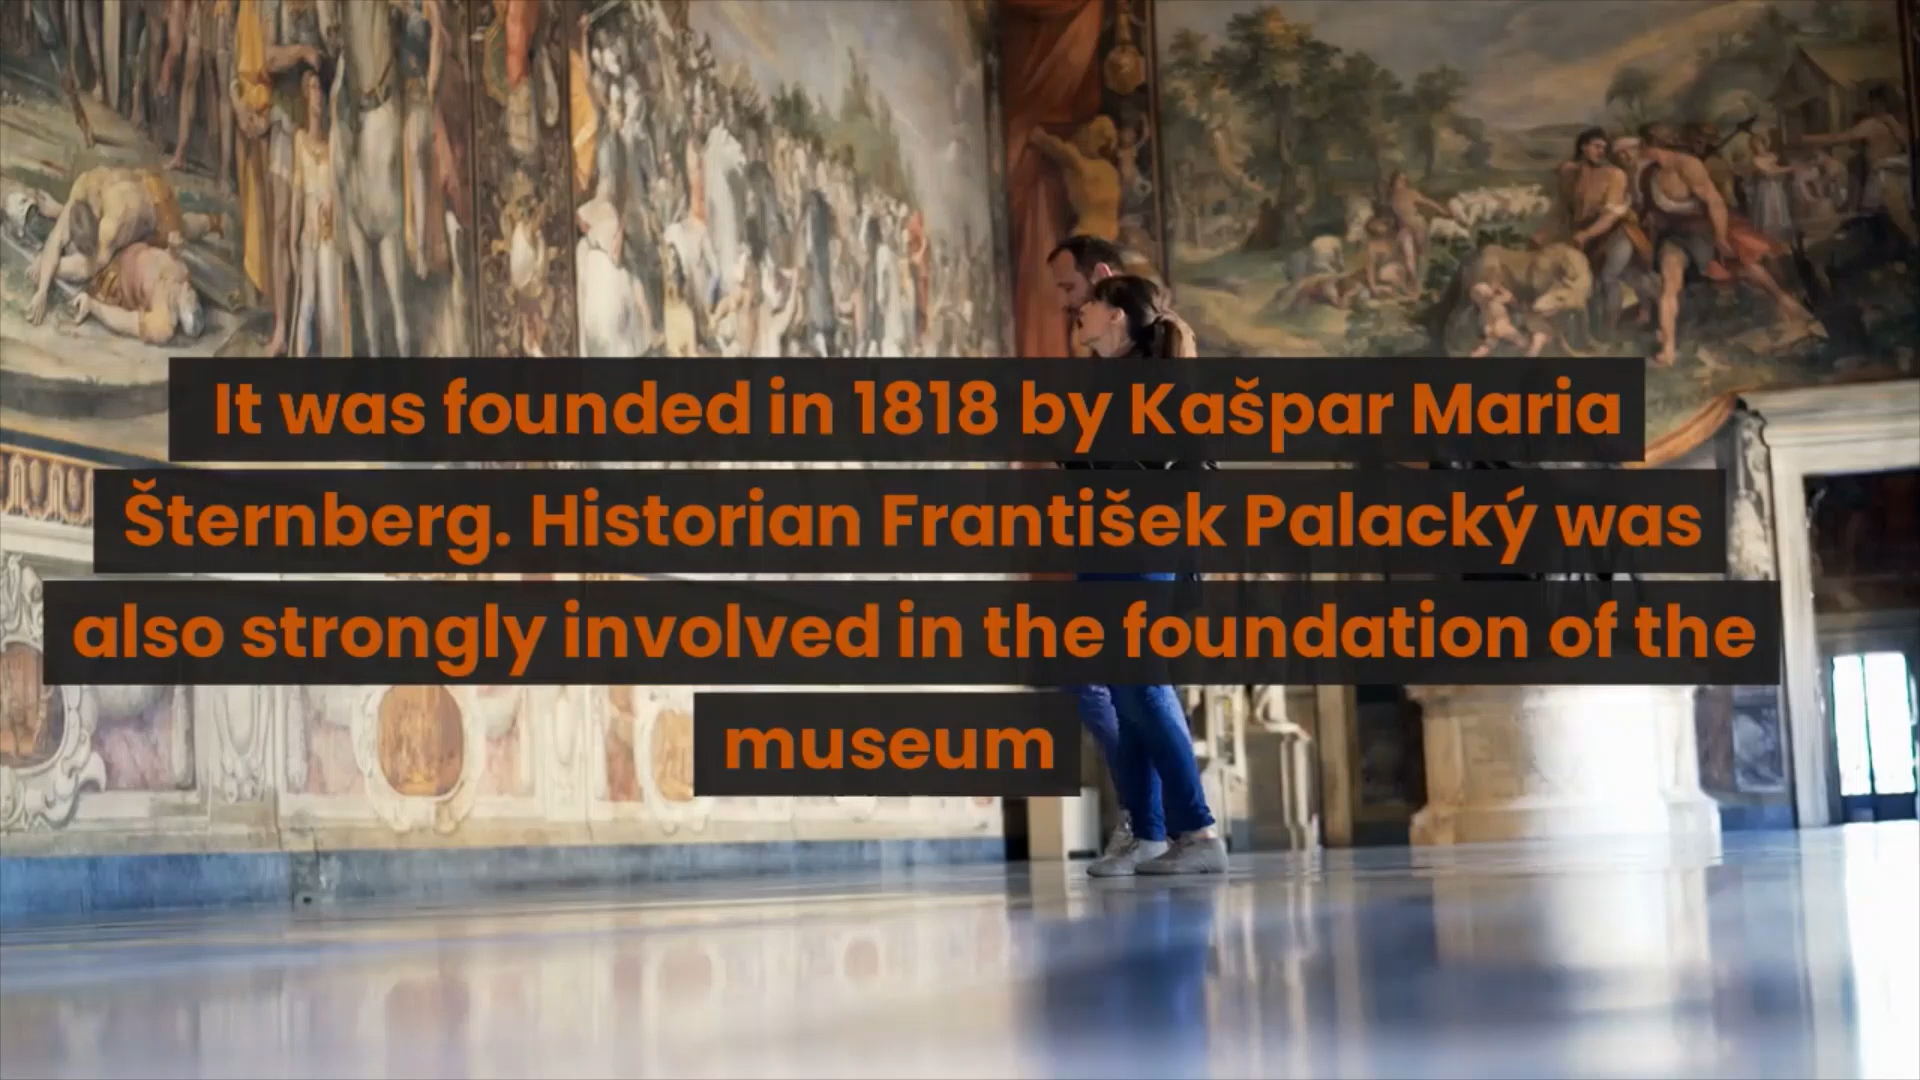 It was founded in 1818 by Kašpar Maria
Šternberg. Historian František Palacký was
also strongly involved in the foundation of the
museum